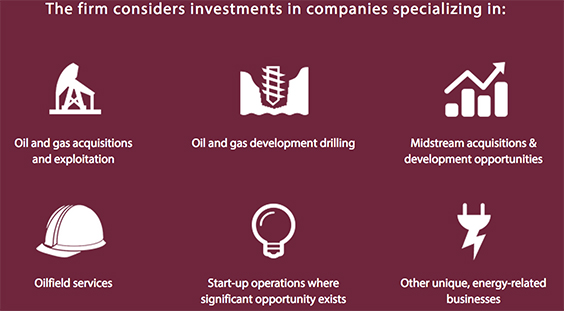 The firm considers investments in companies specializing in:
Oil and gas acquisitions
and exploitation
Oil and gas development drilling
Midstream acquisitions &
development opportunities
Oilfield services
Start-up operations where
significant opportunity exists
Other unique, energy-related
businesses